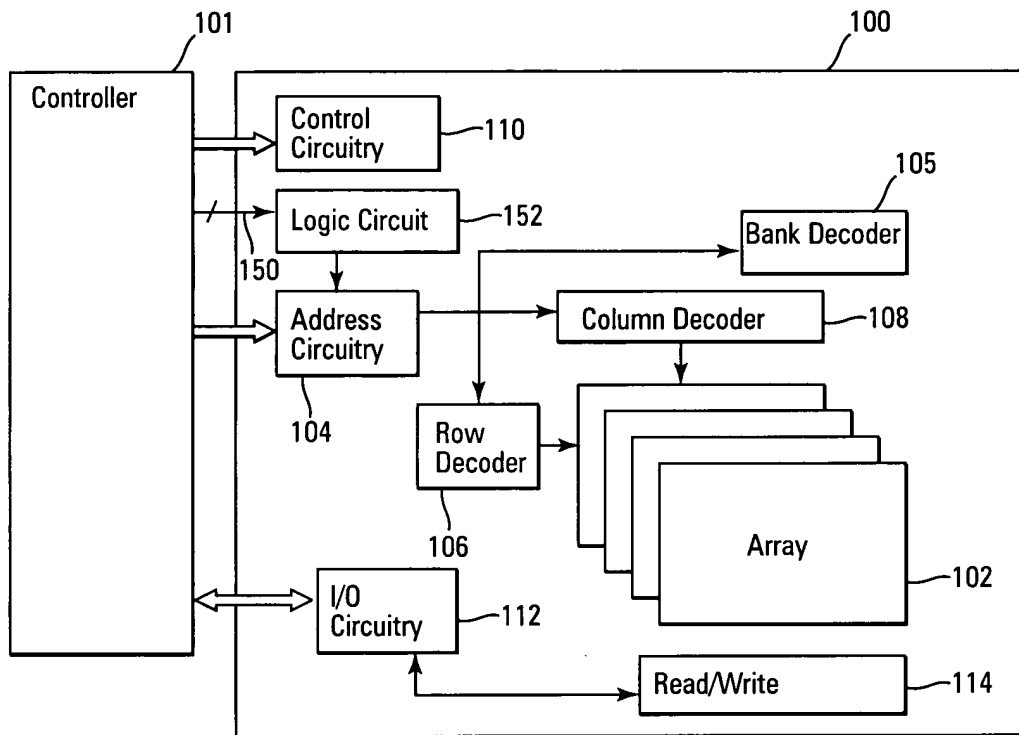 101
100
Controller
Control
Circuitry
110
105
Logic Circuit
152
Bank Decoder
150
Address
Circuitry
Column Decoder
108
104
Row
Decoder
106
Array
102
I/O
Circuitry
112
Read/Write
114